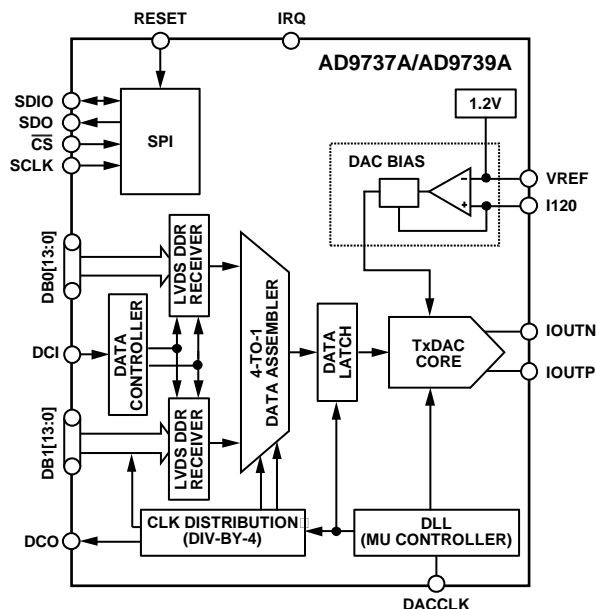 RESET
IRQ
AD9737A/AD9739A
1.2V
SDIO
SDO
CS
SCLK
SPI
DAC BIAS
VREF
I120
DB0[13:0]
LVDS DDR
RECEIVER
DCI
DATA
CONTROLLER
4-TO-1
DATA ASSEMBLER
DATA
LATCH
TxDAC
CORE
IOUTN
IOUTP
DB1[13:0]
LVDS DDR
RECEIVER
DCO
CLK DISTRIBUTION
(DIV-BY-4)
DLL
(MU CONTROLLER)
DACCLK